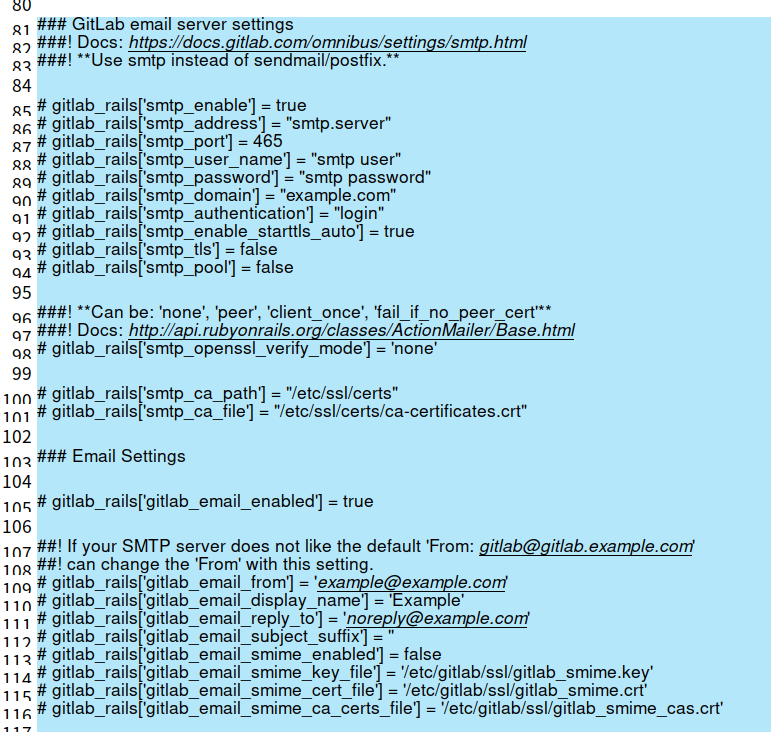 80
81 ### GitLab email server settings
82 ###! Docs: https://docs.gitlab.com/omnibus/settings/smtp.html
83 ###! **Use smtp instead of sendmail/postfix.**
84
85 # gitlab_rails['smtp_enable'] = true
86 # gitlab_rails['smtp_address'] = "smtp.server"
87 # gitlab_rails['smtp_port'] = 465
88 # gitlab_rails['smtp_user_name'] = "smtp user"
89 # gitlab_rails['smtp_password'] = "smtp password"
90 # gitlab_rails['smtp_domain'] = "example.com"
91 # gitlab_rails['smtp_authentication'] = "login"
92 # gitlab_rails['smtp_enable_starttls_auto'] = true
93 # gitlab_rails['smtp_tls'] = false
94 # gitlab_rails['smtp_pool'] = false
95
96 ###! **Can be: 'none', 'peer', 'client_once', 'fail_if_no_peer_cert'**
97 ###! Docs: http://api.rubyonrails.org/classes/ActionMailer/Base.html
98 # gitlab_rails['smtp_openssl_verify_mode'] = 'none'
99
100 # gitlab_rails['smtp_ca_path'] = "/etc/ssl/certs"
101 # gitlab_rails['smtp_ca_file'] = "/etc/ssl/certs/ca-certificates.crt"
102
103 ### Email Settings
104
105 # gitlab_rails['gitlab_email_enabled'] = true
106
107 ##! If your SMTP server does not like the default 'From: gitlab@gitlab.example.com'
108 ##! can change the 'From' with this setting.
109 # gitlab_rails['gitlab_email_from'] = 'example@example.com'
110 # gitlab_rails['gitlab_email_display_name'] = 'Example'
111 # gitlab_rails['gitlab_email_reply_to'] = 'noreply@example.com'
112 # gitlab_rails['gitlab_email_subject_suffix'] = ''
113 # gitlab_rails['gitlab_email_smime_enabled'] = false
114 # gitlab_rails['gitlab_email_smime_key_file'] = '/etc/gitlab/ssl/gitlab_smime.key'
115 # gitlab_rails['gitlab_email_smime_cert_file'] = '/etc/gitlab/ssl/gitlab_smime.crt'
116 # gitlab_rails['gitlab_email_smime_ca_certs_file'] = '/etc/gitlab/ssl/gitlab_smime_cas.crt'
117